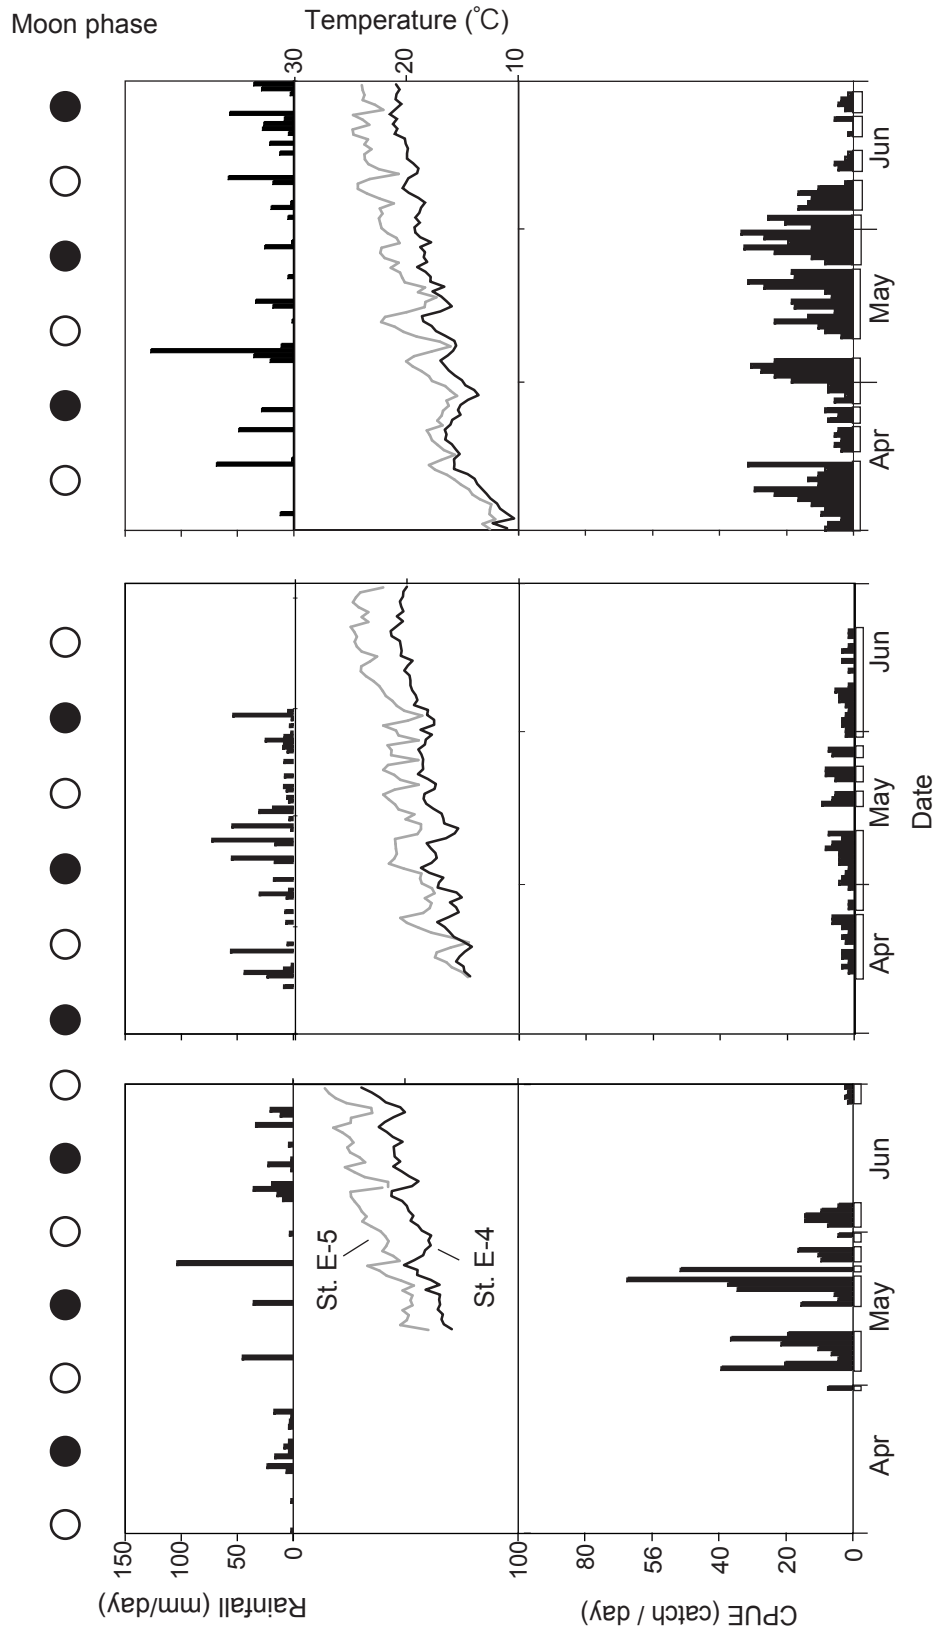 Moon phase
Temperature (°C)
30
20
10
150
100
50
0
Rainfall (mm/day)
St. E-5
St. E-4
100
80
56
40
20
0
CPUE (catch / day)
Apr
May
Jun
Apr
May
Jun
Apr
May
Jun
Date